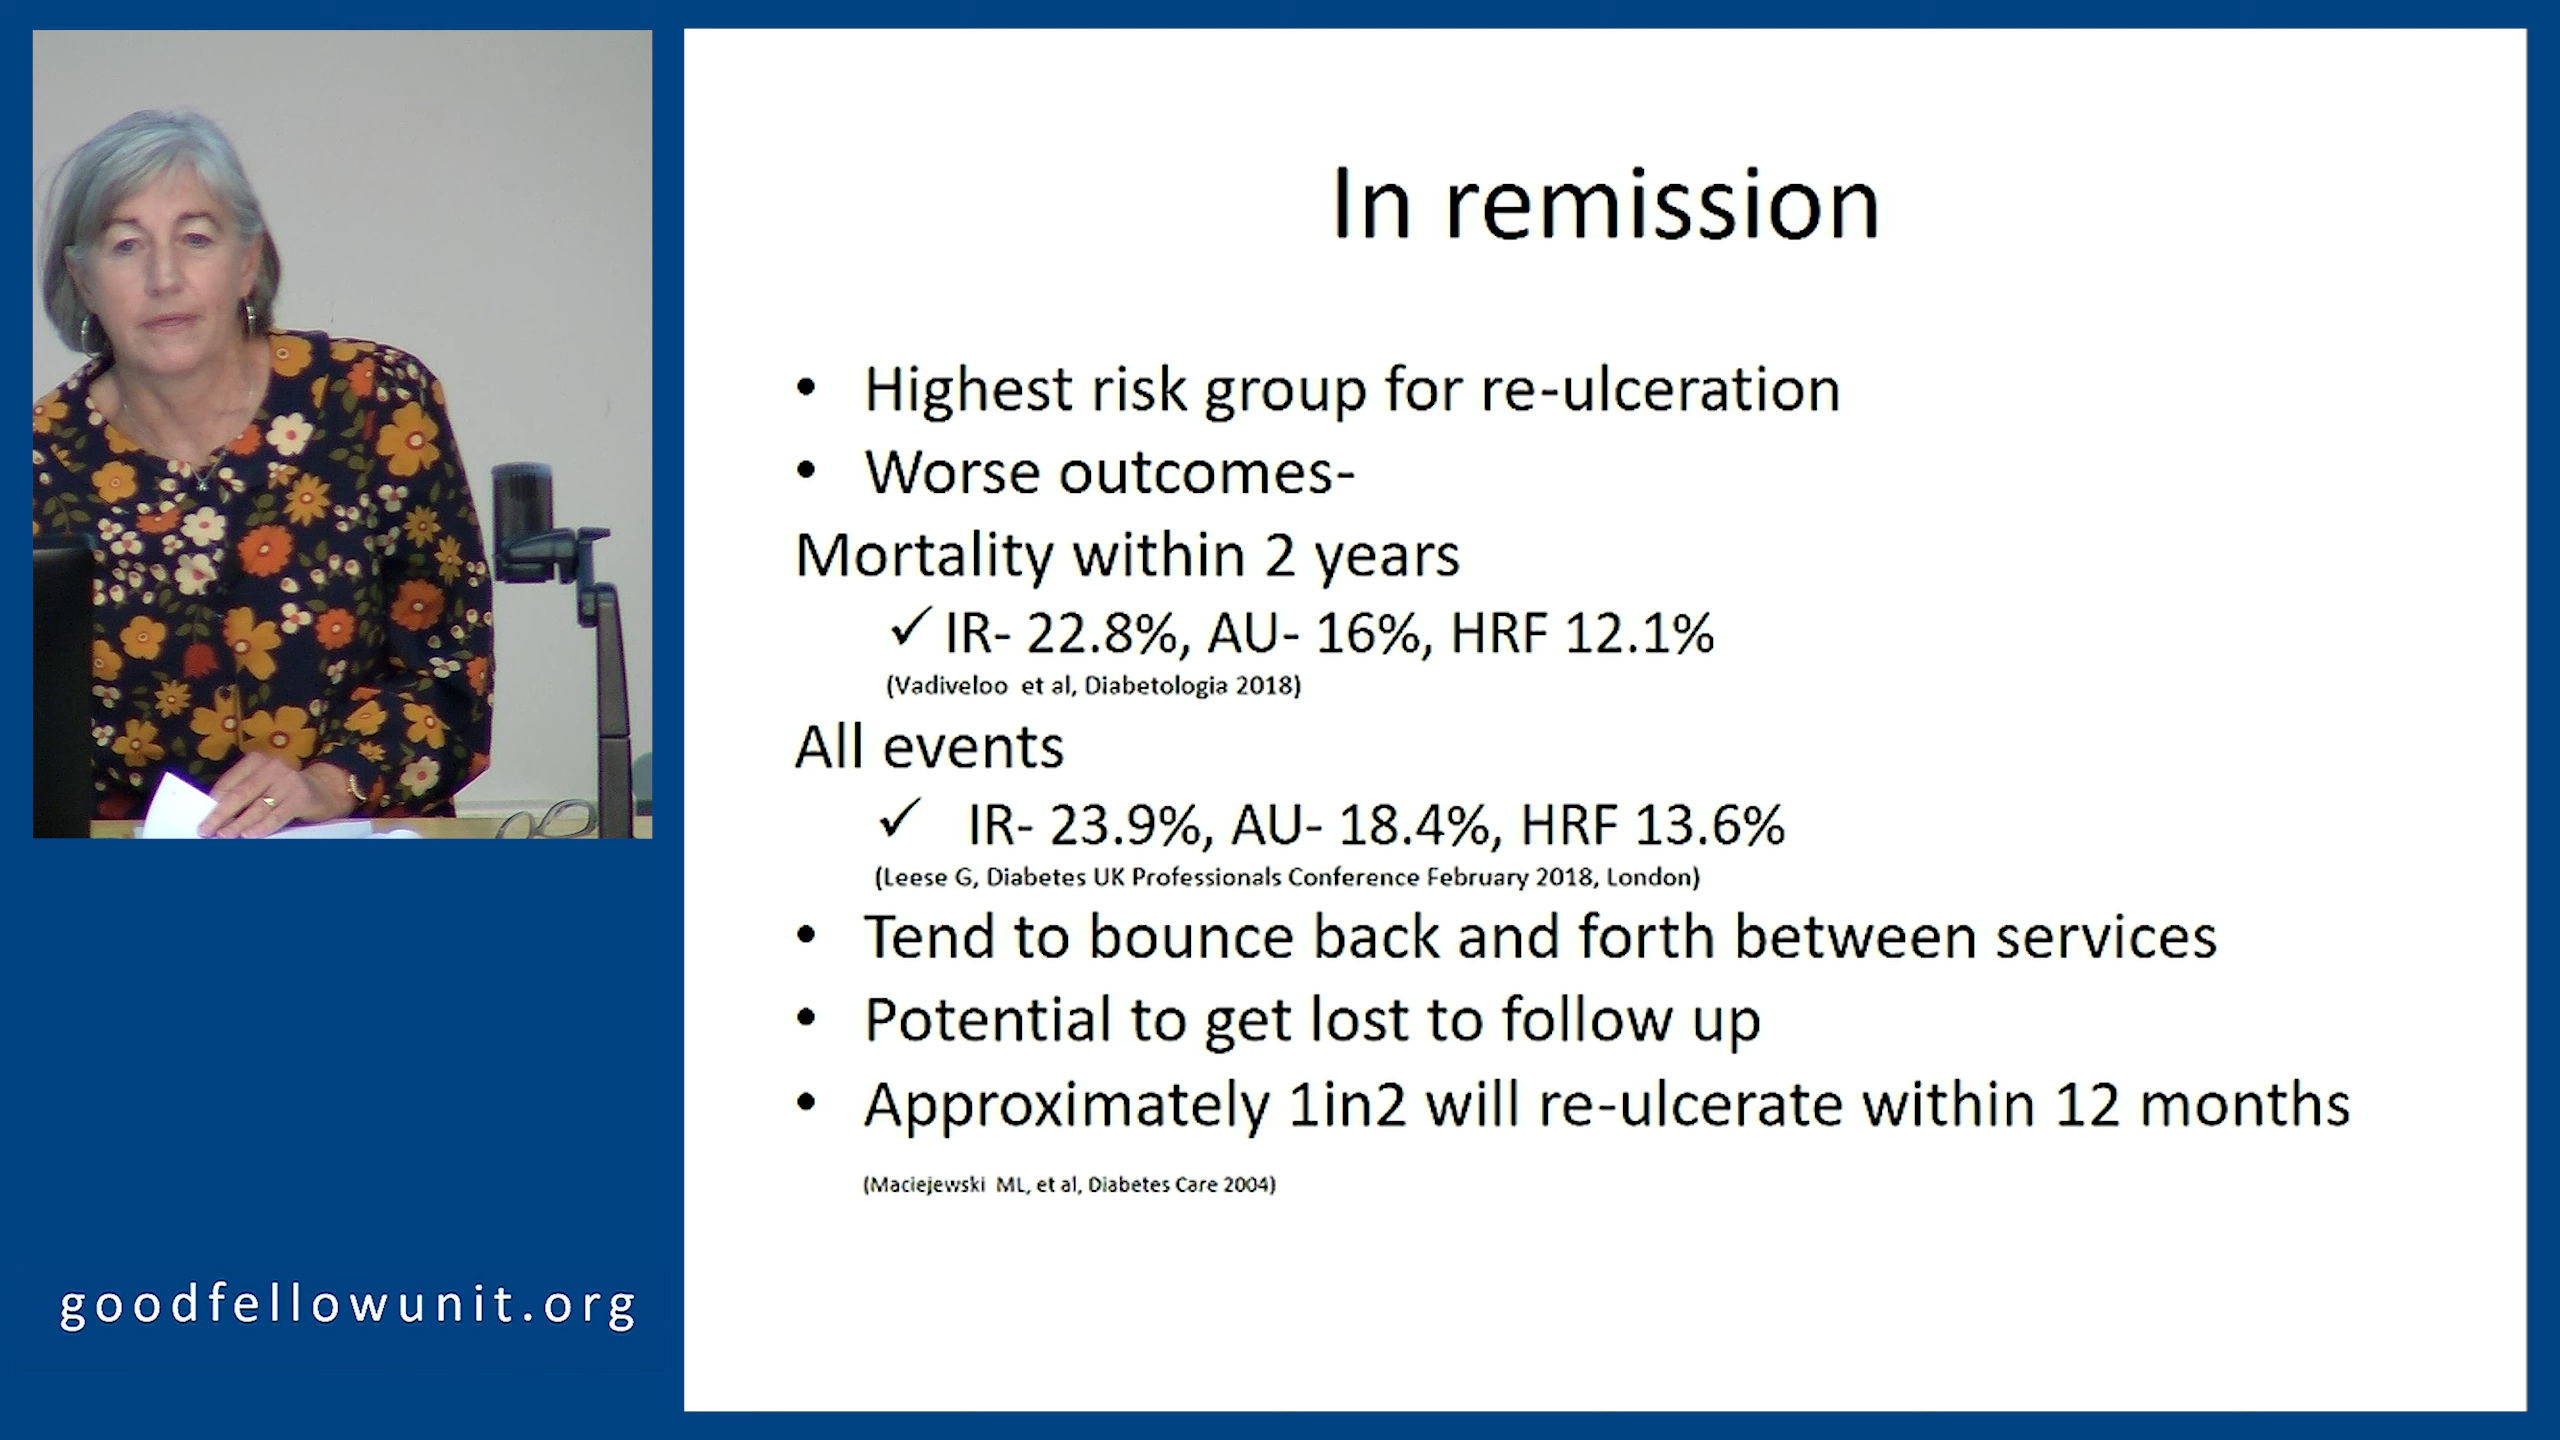 In remission
• Highest risk group for re-ulceration
• Worse outcomes-
Mortality within 2 years
✓ IR- 22.8%, AU- 16%, HRF 12.1%
(Vadiveloo et al, Diabetologia 2018)
All events
✓ IR- 23.9%, AU- 18.4%, HRF 13.6%
(Leese G, Diabetes UK Professionals Conference February 2018, London)
• Tend to bounce back and forth between services
• Potential to get lost to follow up
• Approximately 1in2 will re-ulcerate within 12 months
(Maciejewski ML, et al, Diabetes Care 2004)
goodfellowunit.org